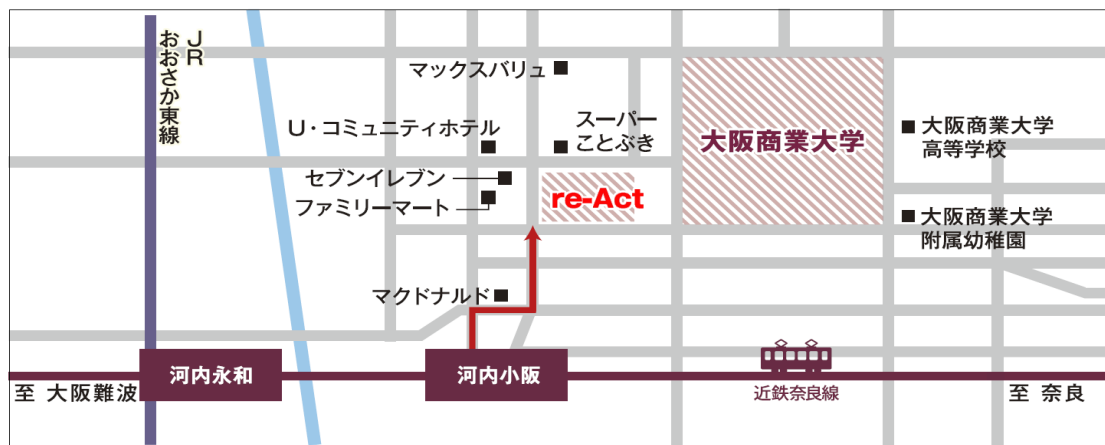 JR
おおさか東線
マックスバリュ
U・コミュニティホテル
スーパー
ことぶき
大阪商業大学
大阪商業大学
高等学校
セブンイレブン
ファミリーマート
re-Act
大阪商業大学
附属幼稚園
マクドナルド
河内永和
河内小阪
近鉄奈良線
至 大阪難波
至 奈良